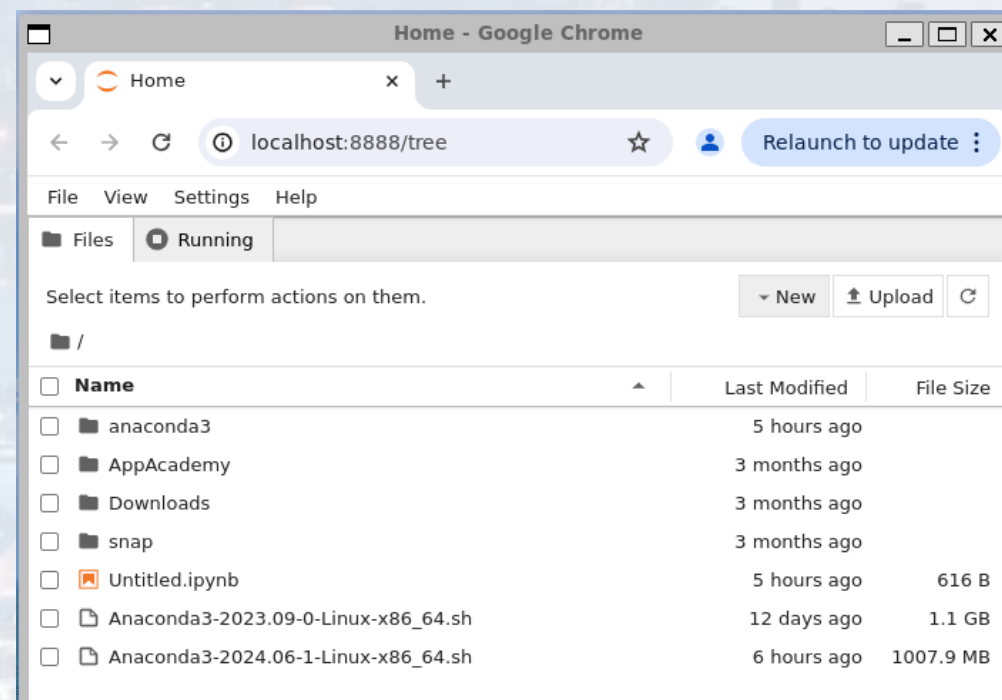 Home - Google Chrome
Home
localhost:8888/tree
Relaunch to update
File View Settings Help
Files Running
Select items to perform actions on them.
New Upload
/
Name Last Modified File Size
anaconda3 5 hours ago
AppAcademy 3 months ago
Downloads 3 months ago
snap 3 months ago
Untitled.ipynb 5 hours ago 616 B
Anaconda3-2023.09-0-Linux-x86_64.sh 12 days ago 1.1 GB
Anaconda3-2024.06-1-Linux-x86_64.sh 6 hours ago 1007.9 MB